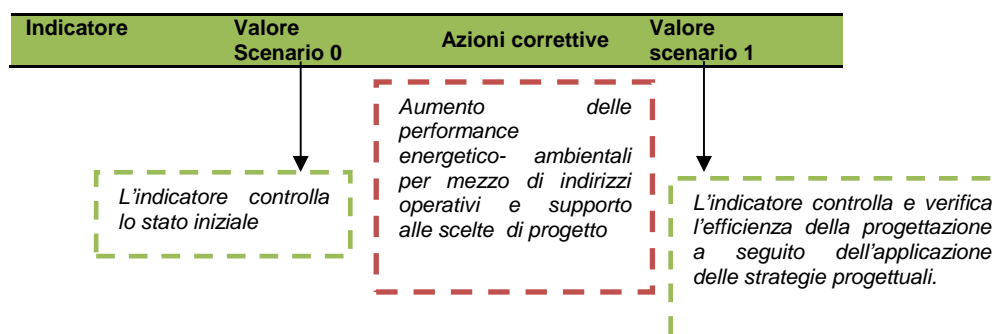 Indicatore
Valore
Scenario 0
Azioni correttive
Valore
scenario 1
Aumento delle
performance
energetico- ambientali
per mezzo di indirizzi
operativi e supporto
alle scelte di progetto
L'indicatore controlla
lo stato iniziale
L'indicatore controlla e verifica
l'efficienza della progettazione
a seguito dell'applicazione
delle strategie progettuali.